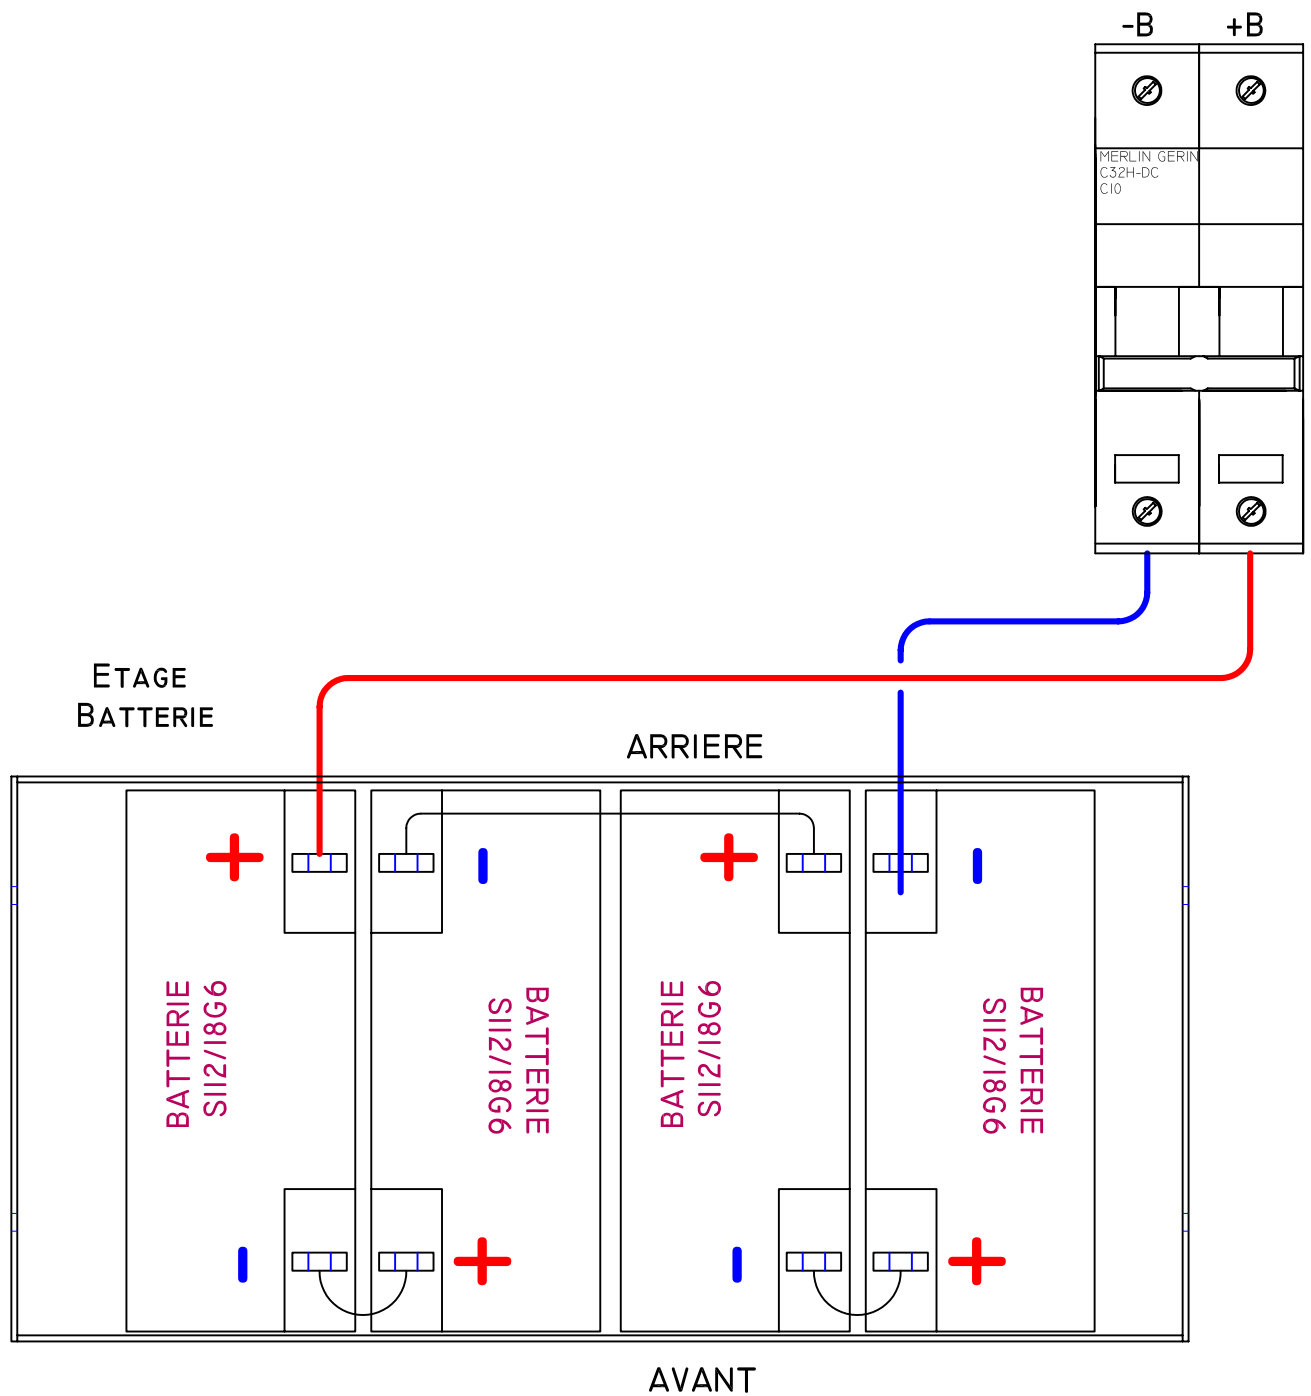 -B +B
MERLIN GERIN
C32H-DC
C10
ETAGE
BATTERIE
ARRIERE
+ - + -
BATTERIE
S112/18G6
BATTERIE
S112/18G6
BATTERIE
S112/18G6
BATTERIE
S112/18G6
- + - +
AVANT